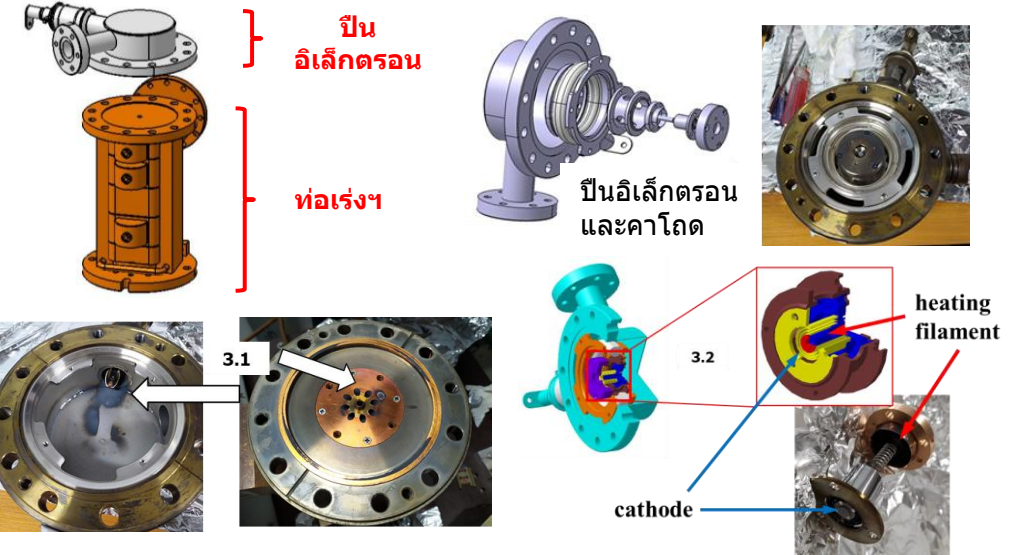 ปืน
อิเล็กตรอน
ท่อเร่งฯ
ปืนอิเล็กตรอน
และคาโถด
3.1
3.2
heating
filament
cathode